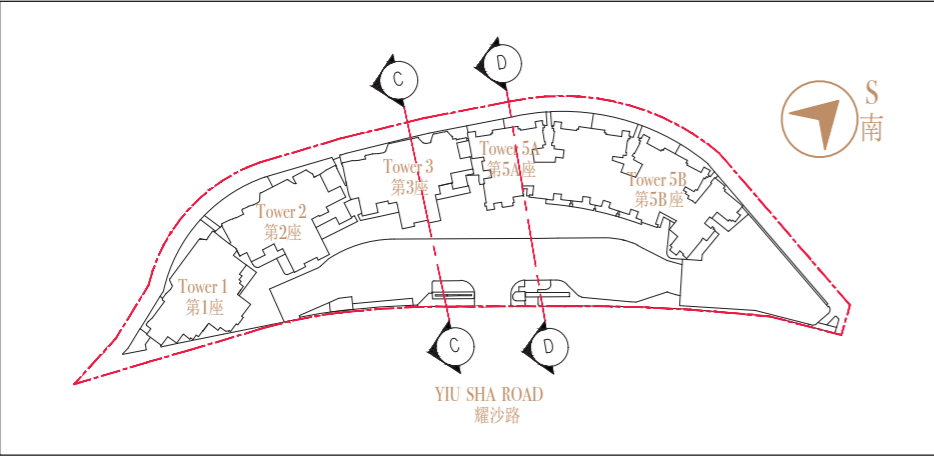 D
C
S
南
Tower 5A
第5A座
Tower 3
第3座
Tower 5B
第5B座
Tower 2
第2座
Tower 1
第1座
C
D
YIU SHA ROAD
耀沙路